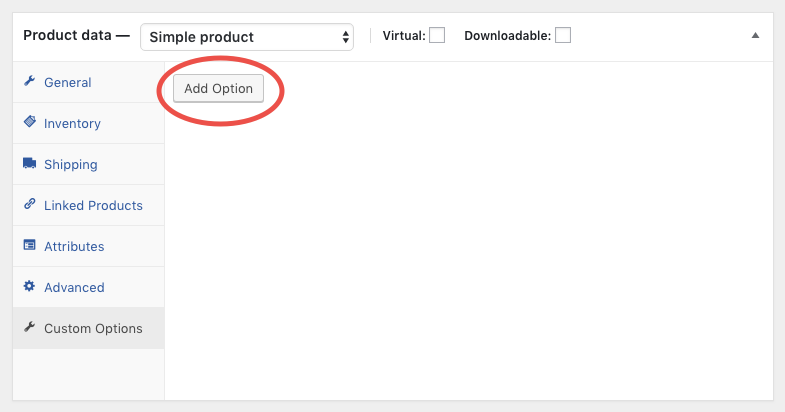 Product data — Simple product Virtual: Downloadable:
General
Add Option
Inventory
Shipping
Linked Products
Attributes
Advanced
Custom Options